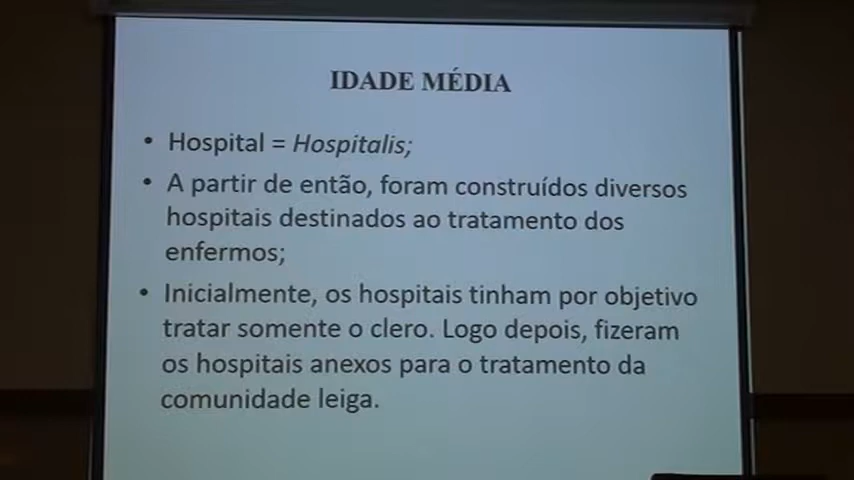 IDADE MÉDIA
• Hospital = Hospitalis;
• A partir de então, foram construídos diversos
hospitais destinados ao tratamento dos
enfermos;
• Inicialmente, os hospitais tinham por objetivo
tratar somente o clero. Logo depois, fizeram
os hospitais anexos para o tratamento da
comunidade leiga.